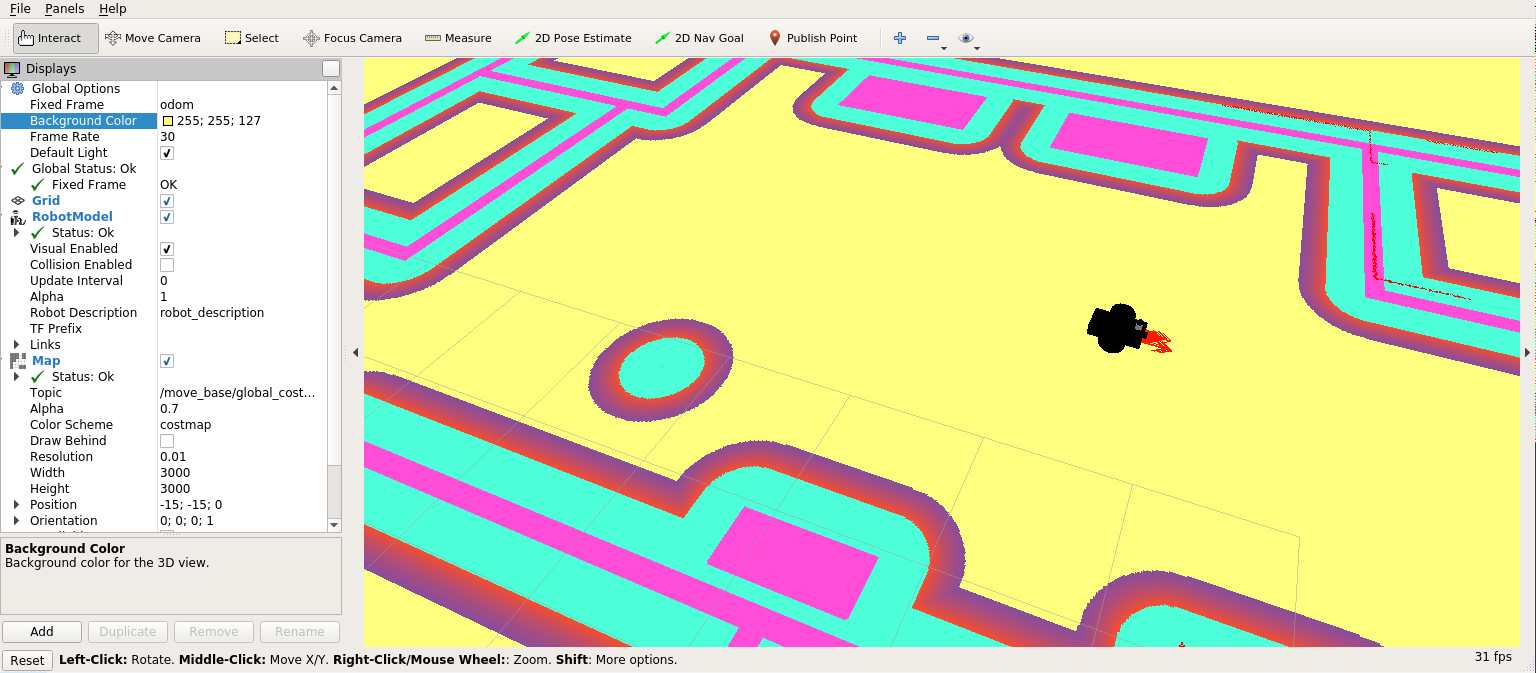 File Panels Help
Interact Move Camera Select Focus Camera Measure 2D Pose Estimate 2D Nav Goal Publish Point
Displays
Global Options
Fixed Frame odom
Background Color 255; 255; 127
Frame Rate 30
Default Light
Global Status: Ok
Fixed Frame OK
Grid
RobotModel
Status: Ok
Visual Enabled
Collision Enabled
Update Interval 0
Alpha 1
Robot Description robot_description
TF Prefix
Links
Map
Status: Ok
Topic /move_base/global_cost...
Alpha 0.7
Color Scheme costmap
Draw Behind
Resolution 0.01
Width 3000
Height 3000
Position -15; -15; 0
Orientation 0; 0; 0; 1
Background Color
Background color for the 3D view.
Add Duplicate Remove Rename
Reset Left-Click: Rotate. Middle-Click: Move X/Y. Right-Click/Mouse Wheel:: Zoom. Shift: More options. 31 fps